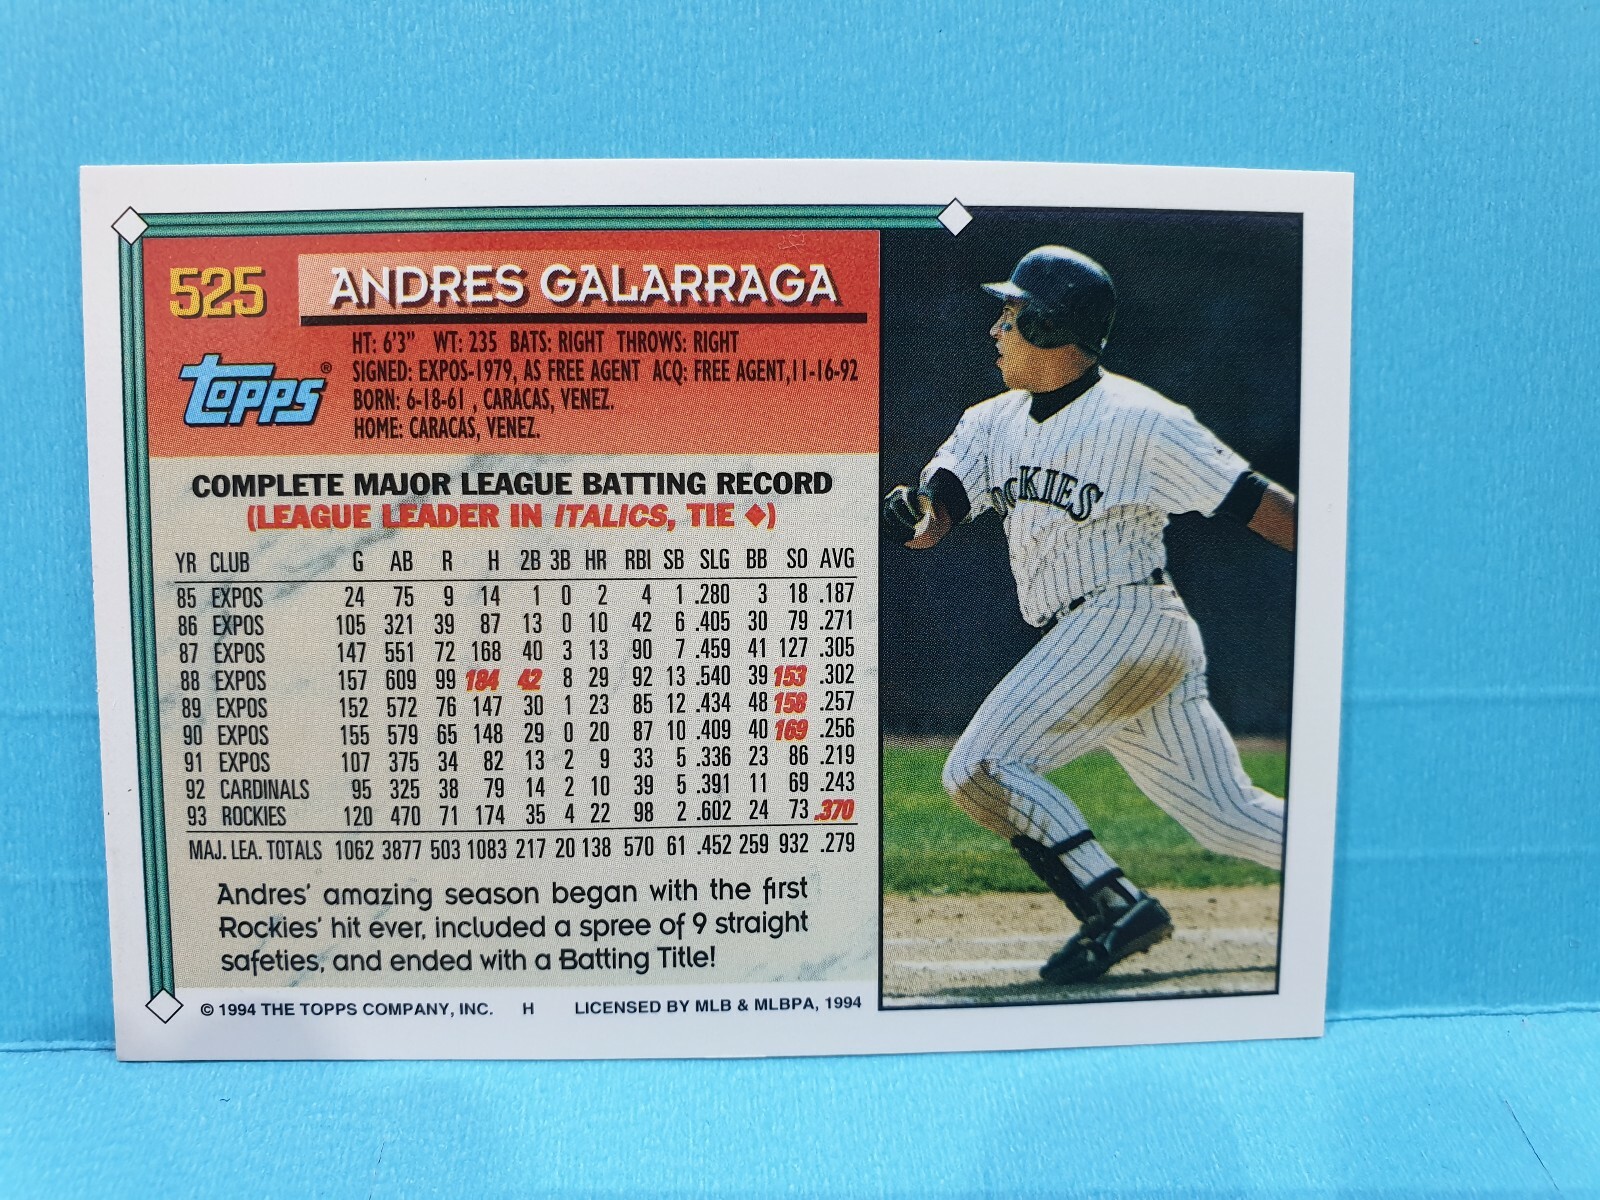 525
ANDRES GALARRAGA
Topps®
HT: 6'3" WT: 235 BATS: RIGHT THROWS: RIGHT
SIGNED: EXPOS-1979, AS FREE AGENT ACQ: FREE AGENT,11-16-92
BORN: 6-18-61 , CARACAS, VENEZ.
HOME: CARACAS, VENEZ.
COMPLETE MAJOR LEAGUE BATTING RECORD
(LEAGUE LEADER IN ITALICS, TIE ◆)
YR CLUB G AB R H 2B 3B HR RBI SB SLG BB SO AVG
85 EXPOS 24 75 9 14 1 0 2 4 1 .280 3 18 .187
86 EXPOS 105 321 39 87 13 0 10 42 6 .405 30 79 .271
87 EXPOS 147 551 72 168 40 3 13 90 7 .459 41 127 .305
88 EXPOS 157 609 99 184 42 8 29 92 13 .540 39 153 .302
89 EXPOS 152 572 76 147 30 1 23 85 12 .434 48 158 .257
90 EXPOS 155 579 65 148 29 0 20 87 10 .409 40 169 .256
91 EXPOS 107 375 34 82 13 2 9 33 5 .336 23 86 .219
92 CARDINALS 95 325 38 79 14 2 10 39 5 .391 11 69 .243
93 ROCKIES 120 470 71 174 35 4 22 98 2 .602 24 73 .370
MAJ. LEA. TOTALS 1062 3877 503 1083 217 20 138 570 61 .452 259 932 .279
Andres' amazing season began with the first
Rockies' hit ever, included a spree of 9 straight
safeties, and ended with a Batting Title!
© 1994 THE TOPPS COMPANY, INC. H LICENSED BY MLB & MLBPA, 1994
ROCKIES